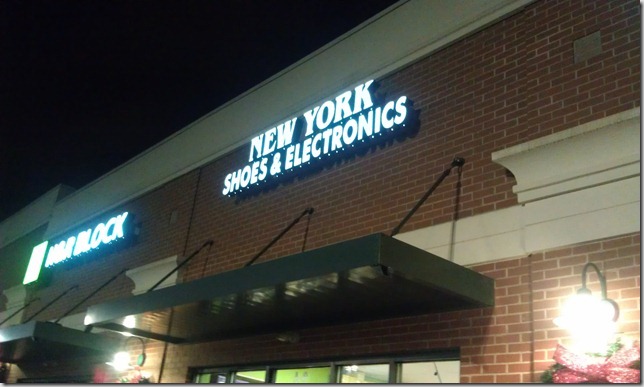 NEW YORK
SHOES & ELECTRONICS
H&R BLOCK